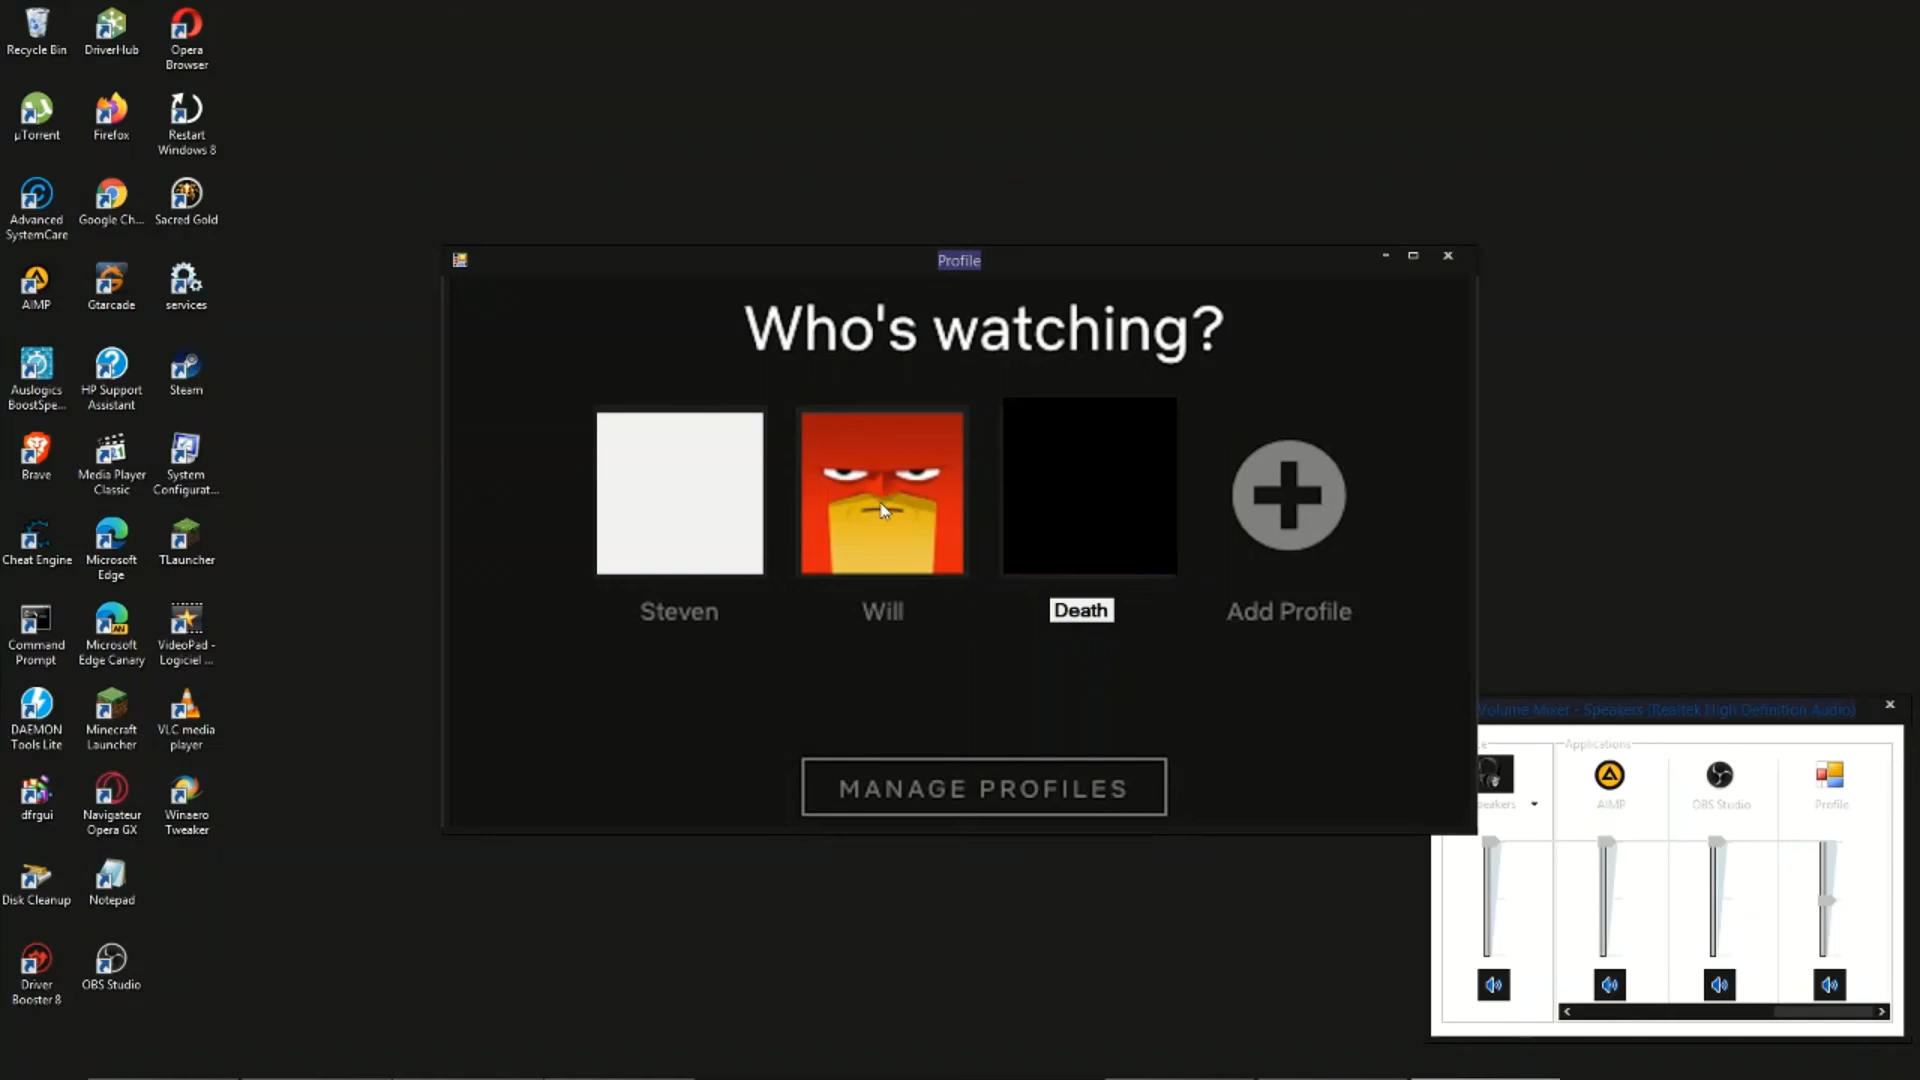 Recycle Bin
DriverHub
Opera
Browser
µTorrent
Firefox
Restart
Windows 8
Advanced
SystemCare
Google Ch...
Sacred Gold
AIMP
Gtarcade
services
Auslogics
BoostSpe...
HP Support
Assistant
Steam
Brave
Media Player
Classic
System
Configurat...
Cheat Engine
Microsoft
Edge
TLauncher
Command
Prompt
Microsoft
Edge Canary
VideoPad -
Logiciel ...
DAEMON
Tools Lite
Minecraft
Launcher
VLC media
player
dfrgui
Navigateur
Opera GX
Winaero
Tweaker
Disk Cleanup
Notepad
Driver
Booster 8
OBS Studio
Profile
Who's watching?
Steven
Will
Death
Add Profile
MANAGE PROFILES
Volume Mixer - Speakers (Realtek High Definition Audio)
Applications
eakers
AIMP
OBS Studio
Profile